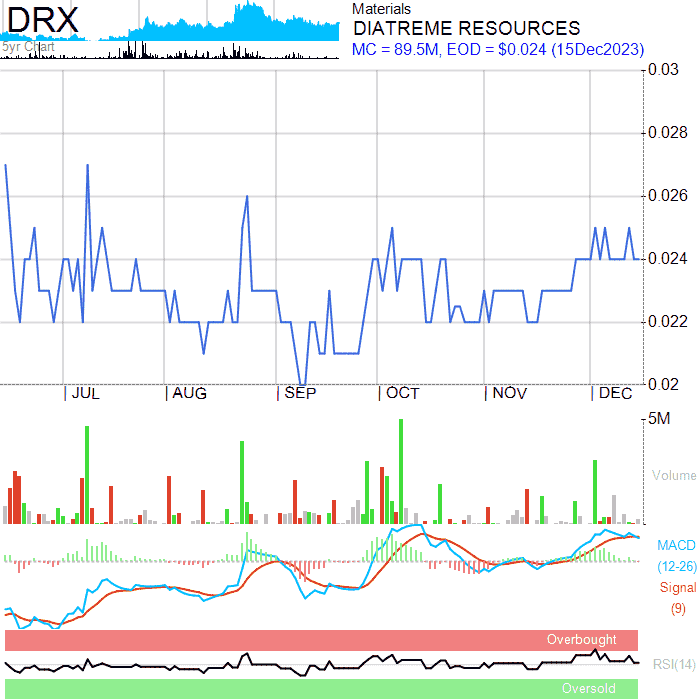 DRX
5yr Chart
Materials
DIATREME RESOURCES
MC = 89.5M, EOD = $0.024 (15Dec2023)
0.03
0.028
0.026
0.024
0.022
0.02
JUL AUG SEP OCT NOV DEC
5M
Volume
MACD
(12-26)
Signal
(9)
Overbought
RSI(14)
Oversold